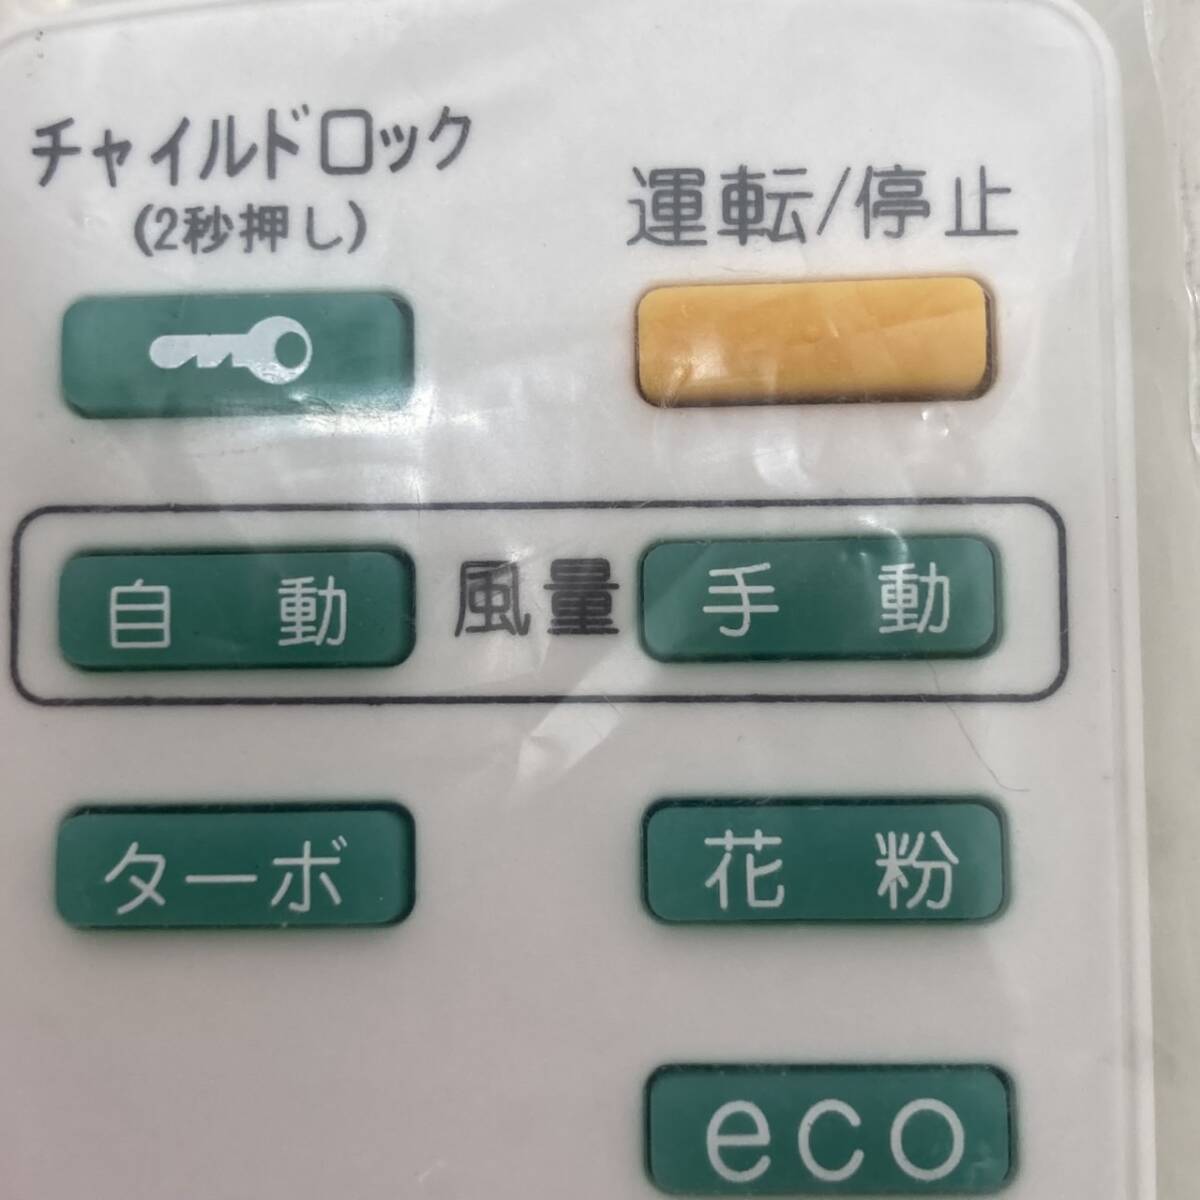 チャイルドロック
(2秒押し)
運転/停止
自動 風量 手動
ターボ
花粉
eco